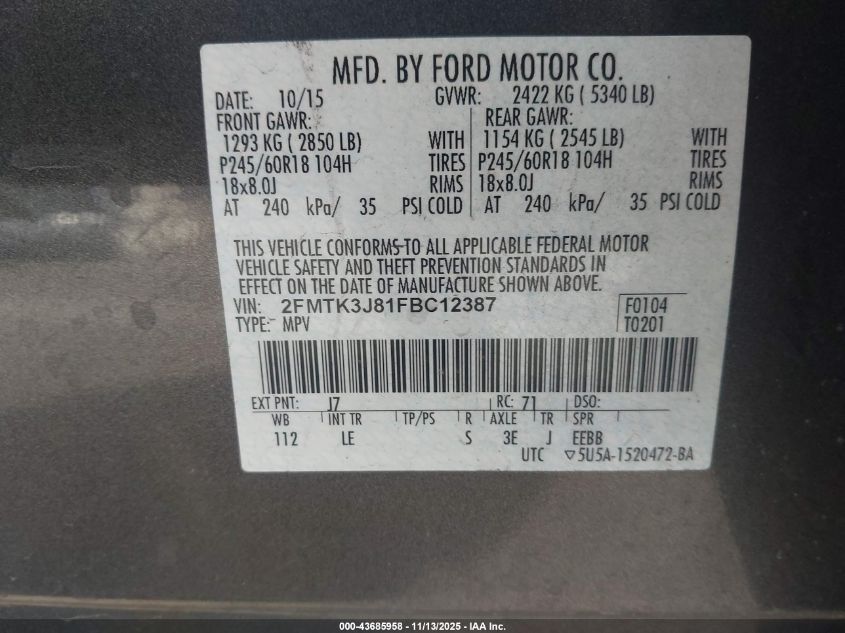 MFD. BY FORD MOTOR CO.
DATE: 10/15 GVWR: 2422 KG ( 5340 LB)
FRONT GAWR: REAR GAWR:
1293 KG ( 2850 LB) WITH 1154 KG ( 2545 LB) WITH
P245/60R18 104H TIRES P245/60R18 104H TIRES
18x8.0J RIMS 18x8.0J RIMS
AT 240 kPa/ 35 PSI COLD AT 240 kPa/ 35 PSI COLD
THIS VEHICLE CONFORMS TO ALL APPLICABLE FEDERAL MOTOR
VEHICLE SAFETY AND THEFT PREVENTION STANDARDS IN
EFFECT ON THE DATE OF MANUFACTURE SHOWN ABOVE.
VIN: 2FMTK3J81FBC12387 F0104
TYPE: MPV T0201
EXT PNT: J7 RC: 71 DSO:
WB INT TR TP/PS R AXLE TR SPR
112 LE S 3E J EEBB
UTC ▽5U5A-1520472-BA
000-43685958 - 11/13/2025 - IAA Inc.